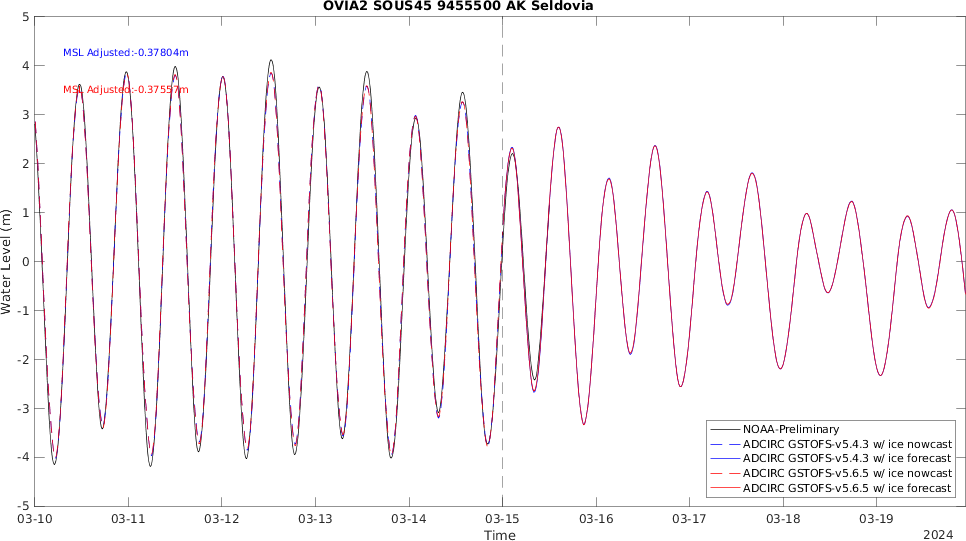 OVIA2 SOUS45 9455500 AK Seldovia
MSL Adjusted:-0.37804m
MSL Adjusted:-0.37557m
Water Level (m)
5
4
3
2
1
0
-1
-2
-3
-4
-5
NOAA-Preliminary
ADCIRC GSTOFS-v5.4.3 w/ ice nowcast
ADCIRC GSTOFS-v5.4.3 w/ ice forecast
ADCIRC GSTOFS-v5.6.5 w/ ice nowcast
ADCIRC GSTOFS-v5.6.5 w/ ice forecast
03-10 03-11 03-12 03-13 03-14 03-15 03-16 03-17 03-18 03-19
Time
2024